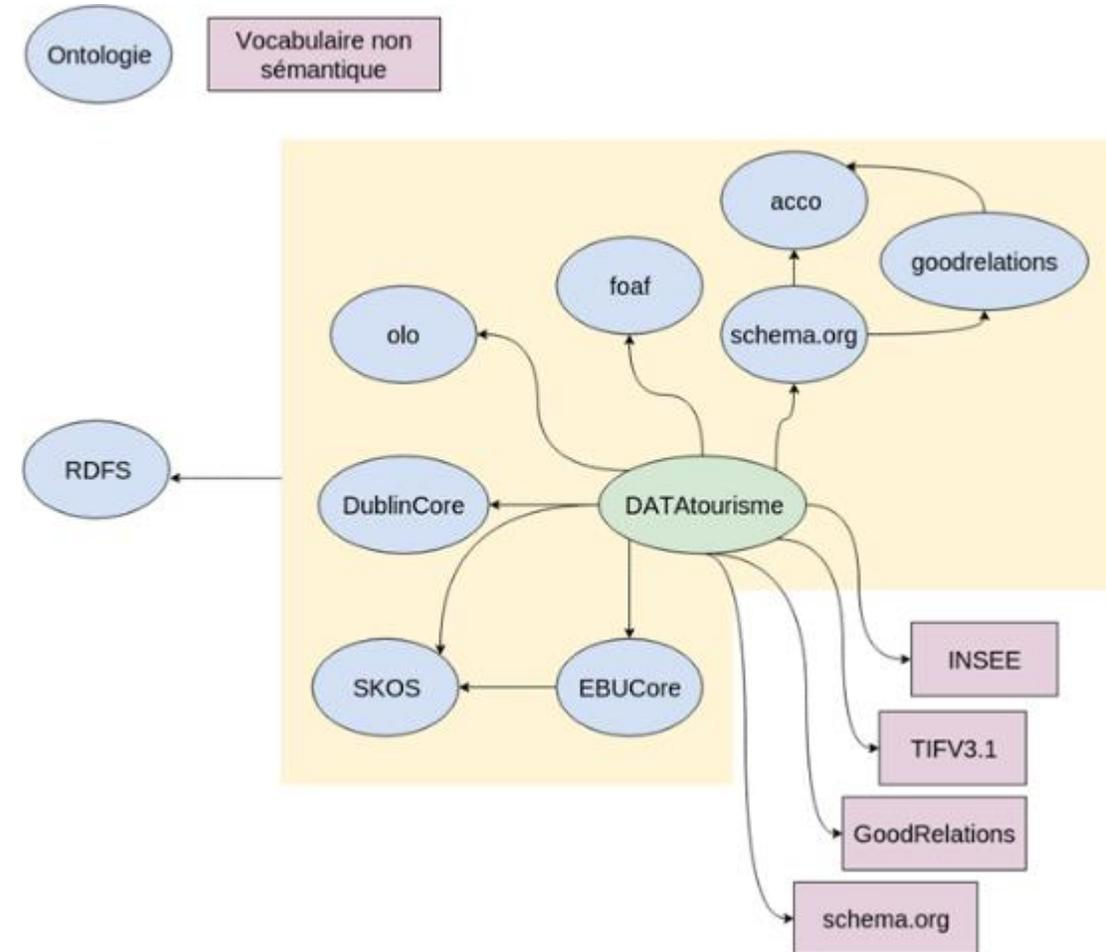 Ontologie
Vocabulaire non
sémantique
acco
goodrelations
foaf
olo
schema.org
RDFS
DublinCore
DATAtourisme
SKOS
EBUCore
INSEE
TIFV3.1
GoodRelations
schema.org